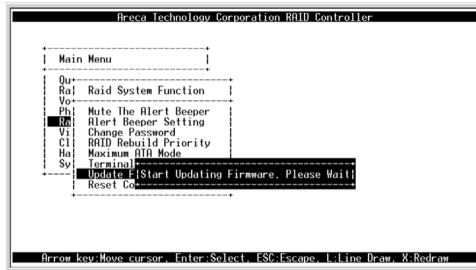 Areca Technology Corporation RAID Controller
Main Menu
Qu
Ra Raid System Function
Vo
Ph Mute The Alert Beeper
Ra Alert Beeper Setting
Vi Change Password
Cl RAID Rebuild Priority
Ha Maximum ATA Mode
Sy Terminal
Update F Start Updating Firmware, Please Wait
Reset Co
Arrow key:Move cursor, Enter:Select, ESC:Escape, L:Line Draw, X:Redraw